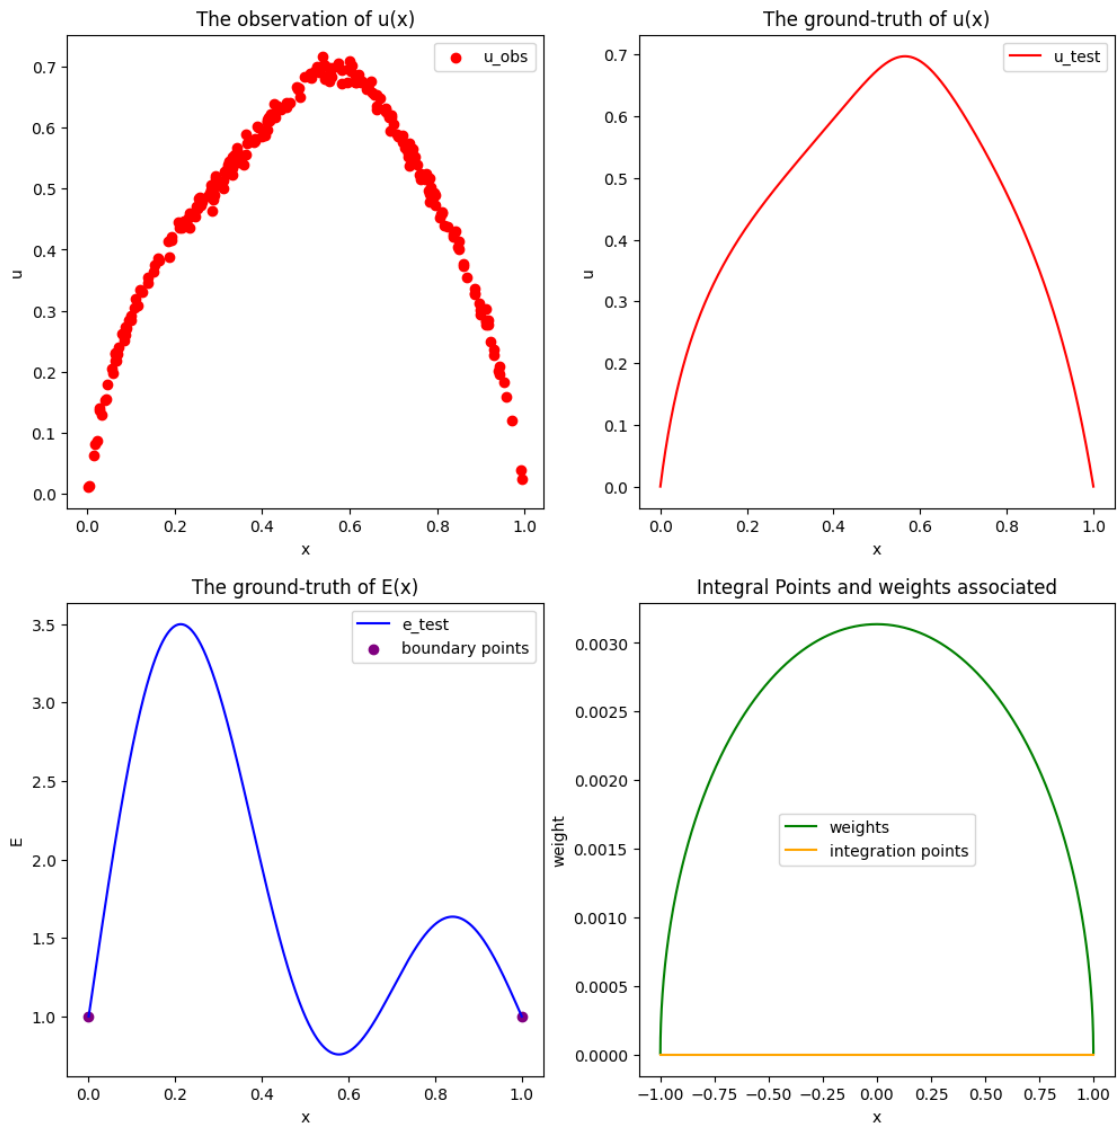 The observation of u(x)
u_obs
0.7
0.6
0.5
0.4
0.3
0.2
0.1
0.0
u
0.0 0.2 0.4 0.6 0.8 1.0
x
The ground-truth of u(x)
u_test
0.7
0.6
0.5
0.4
0.3
0.2
0.1
0.0
u
0.0 0.2 0.4 0.6 0.8 1.0
x
The ground-truth of E(x)
e_test
boundary points
3.5
3.0
2.5
2.0
1.5
1.0
E
0.0 0.2 0.4 0.6 0.8 1.0
x
Integral Points and weights associated
0.0030
0.0025
0.0020
0.0015
0.0010
0.0005
0.0000
weight
weights
integration points
−1.00 −0.75 −0.50 −0.25 0.00 0.25 0.50 0.75 1.00
x